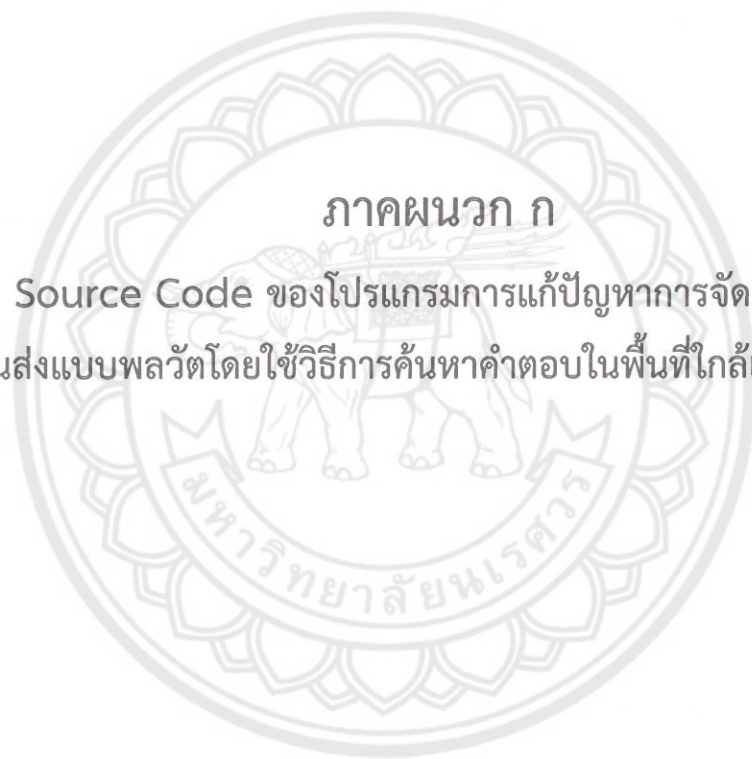 ภาคผนวก ก
Source Code ของโปรแกรมการแก้ปัญหาการจัด
นส่งแบบพลวัตโดยใช้วิธีการค้นหาคำตอบในพื้นที่ใกล้
มหาวิทยาลัยนเรศวร